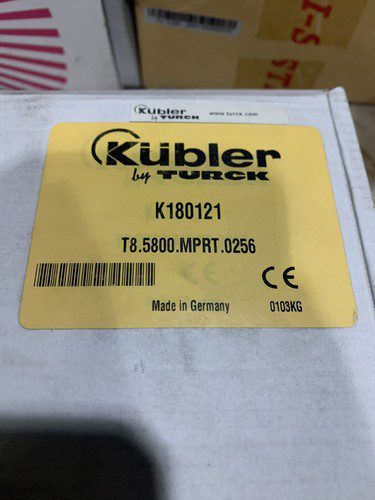 Kübler
by TURCK
www.turck.com
Kübler
by TURCK
K180121
T8.5800.MPRT.0256
CE
Made in Germany
0103KG
I-S